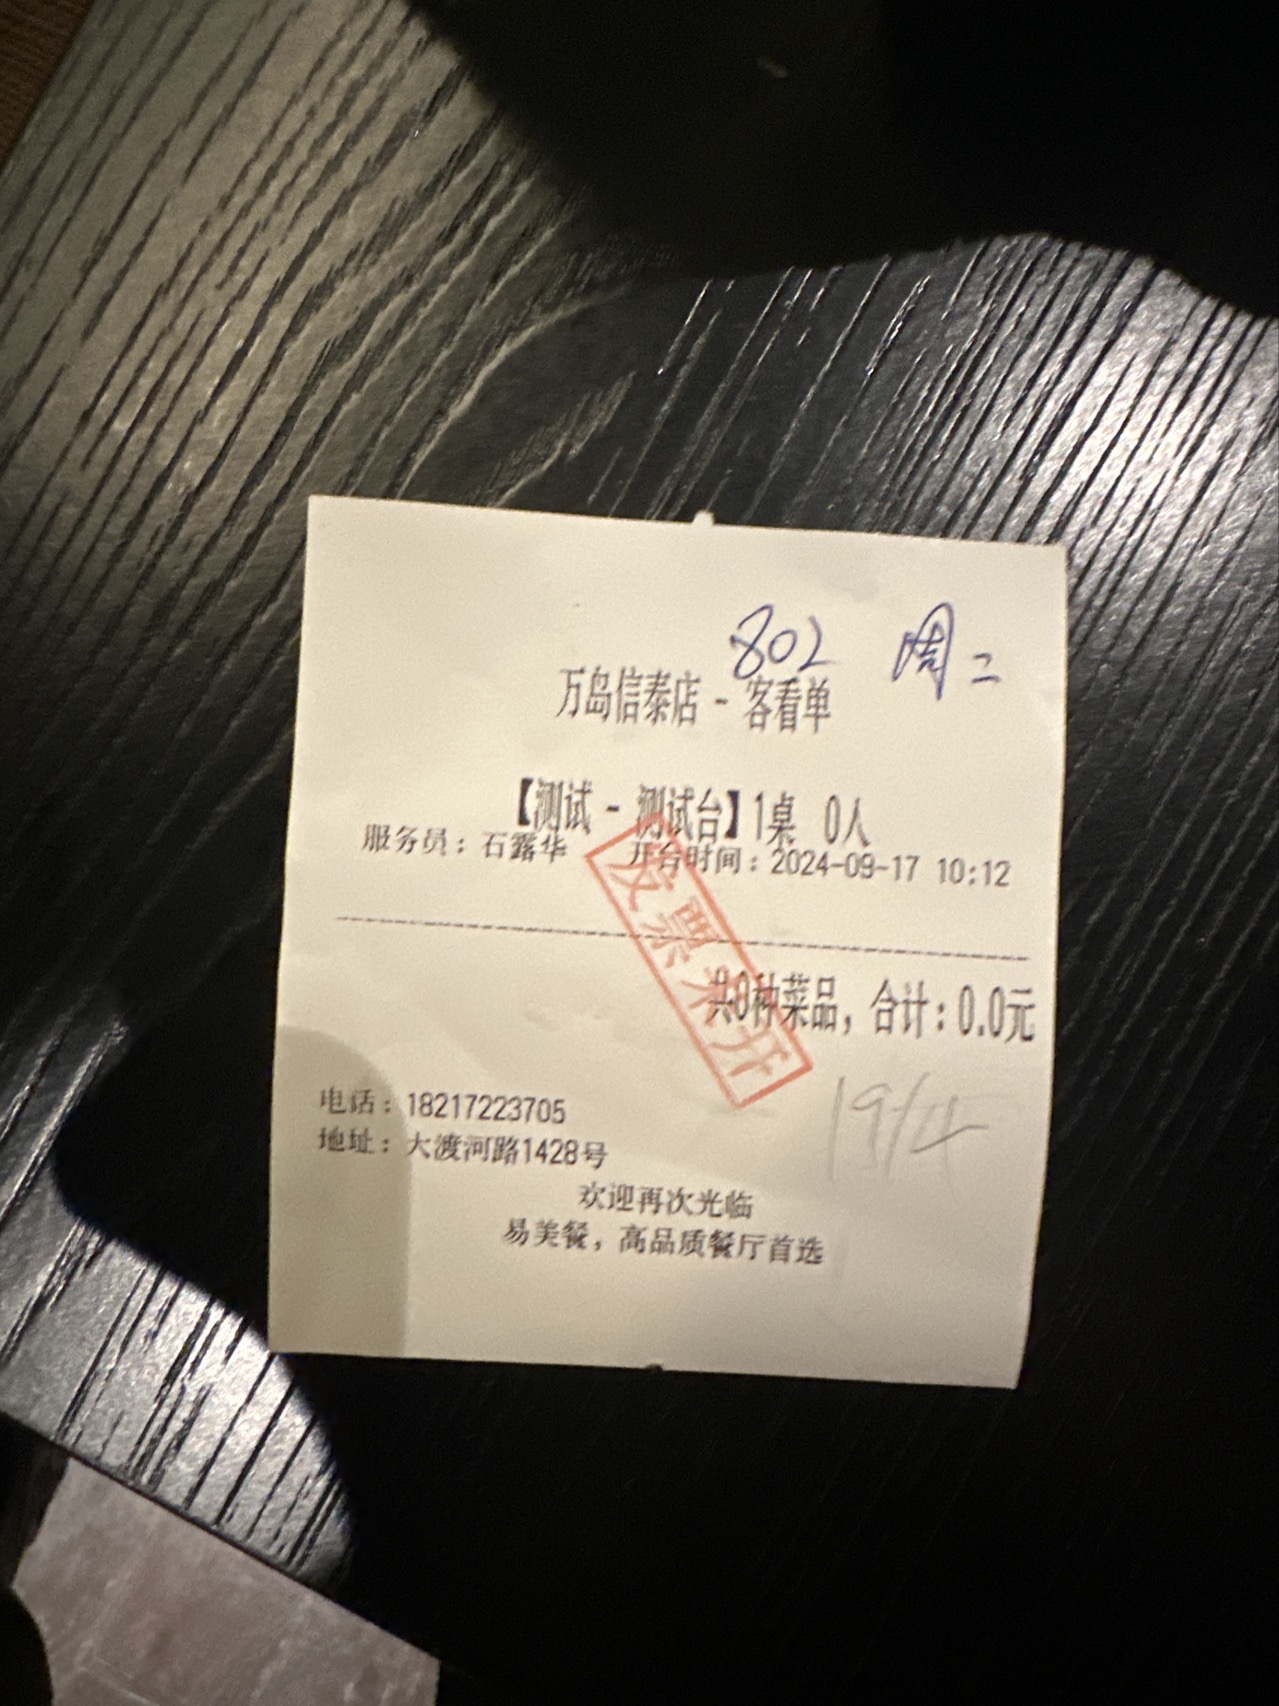 802 周二
万岛信泰店 - 客看单
【测试 - 测试台】1桌 0人
服务员：石露华 开台时间：2024-09-17 10:12
发票未开
共0种菜品，合计：0.0元
电话：18217223705
地址：大渡河路1428号
欢迎再次光临
易美餐，高品质餐厅首选